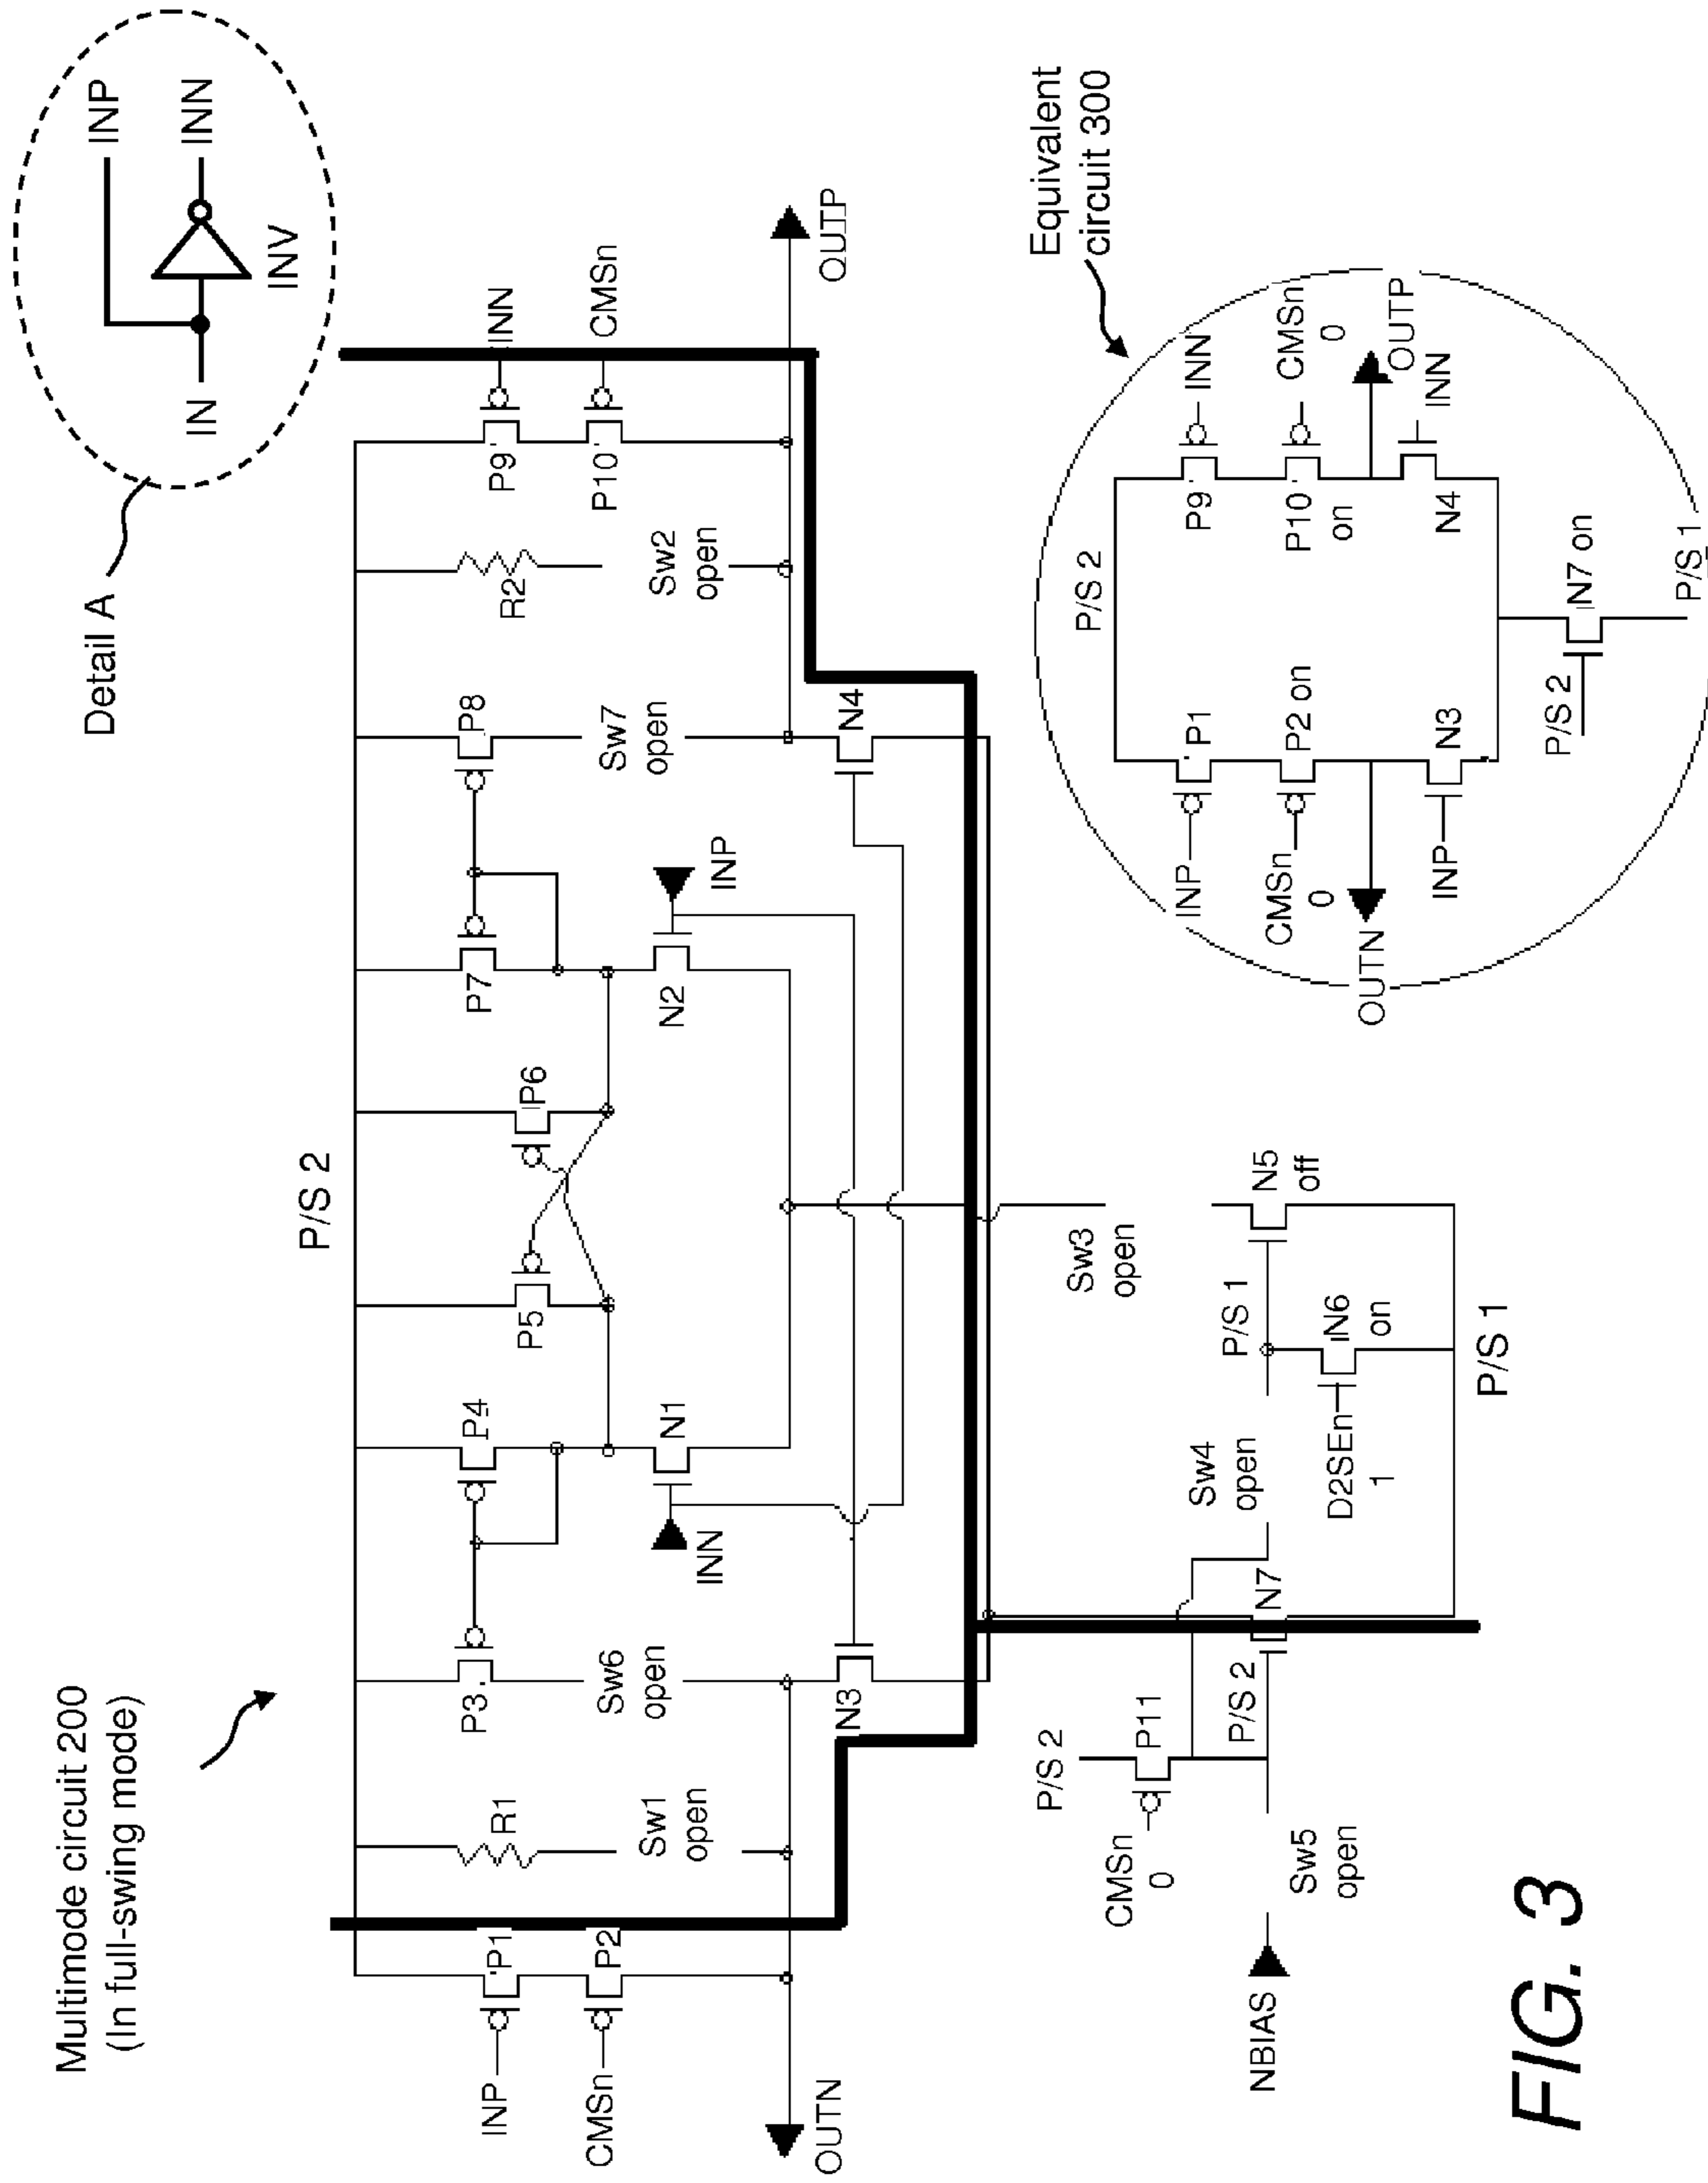 Multimode circuit 200
(In full-swing mode)
Detail A
IN
INP
INN
INV
P/S 2
INP
P1
CMSn
P2
R1
Sw1
open
P3
Sw6
open
P4
P5
P6
P7
P8
Sw7
open
R2
Sw2
open
P9
INN
P10
CMSn
INN
N1
N2
INP
OUTN
OUTP
N3
N4
P/S 2
P11
CMSn
0
P/S 2
N7
Sw4
open
Sw3
open
P/S 1
N5
off
N6
on
D2SEn
1
NBIAS
Sw5
open
P/S 1
Equivalent
circuit 300
P/S 2
INP
P1
P9
INN
CMSn
0
P2 on
P10
on
CMSn
0
OUTN
OUTP
INP
N3
N4
INN
P/S 2
N7 on
P/S 1
FIG. 3